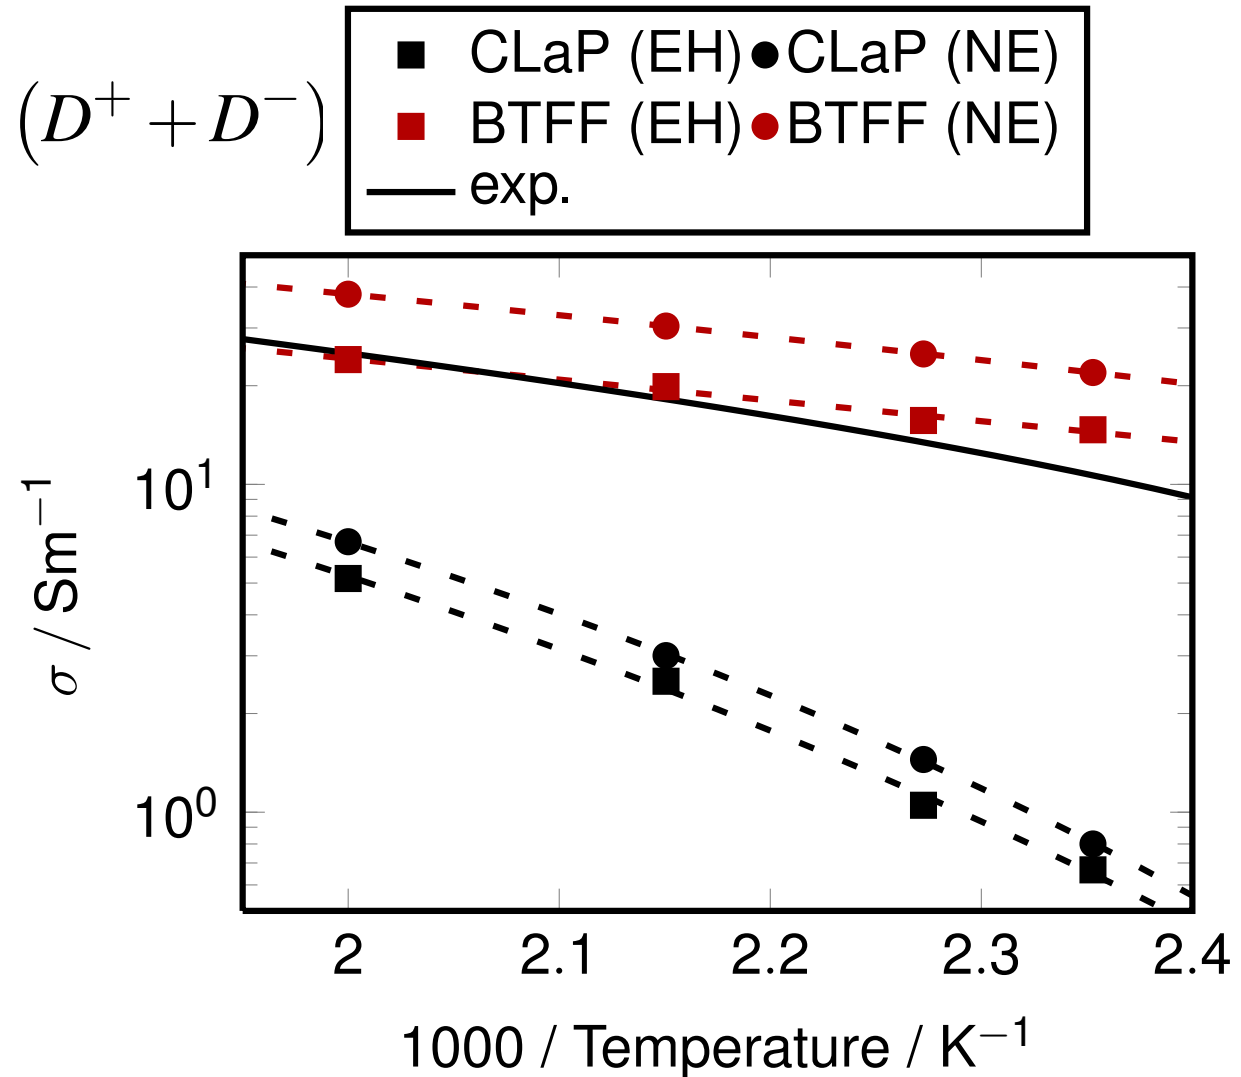 CLaP (EH) CLaP (NE)
(D⁺ + D⁻)
BTFF (EH) BTFF (NE)
exp.
10¹
10⁰
σ / Sm⁻¹
2 2.1 2.2 2.3 2.4
1000 / Temperature / K⁻¹